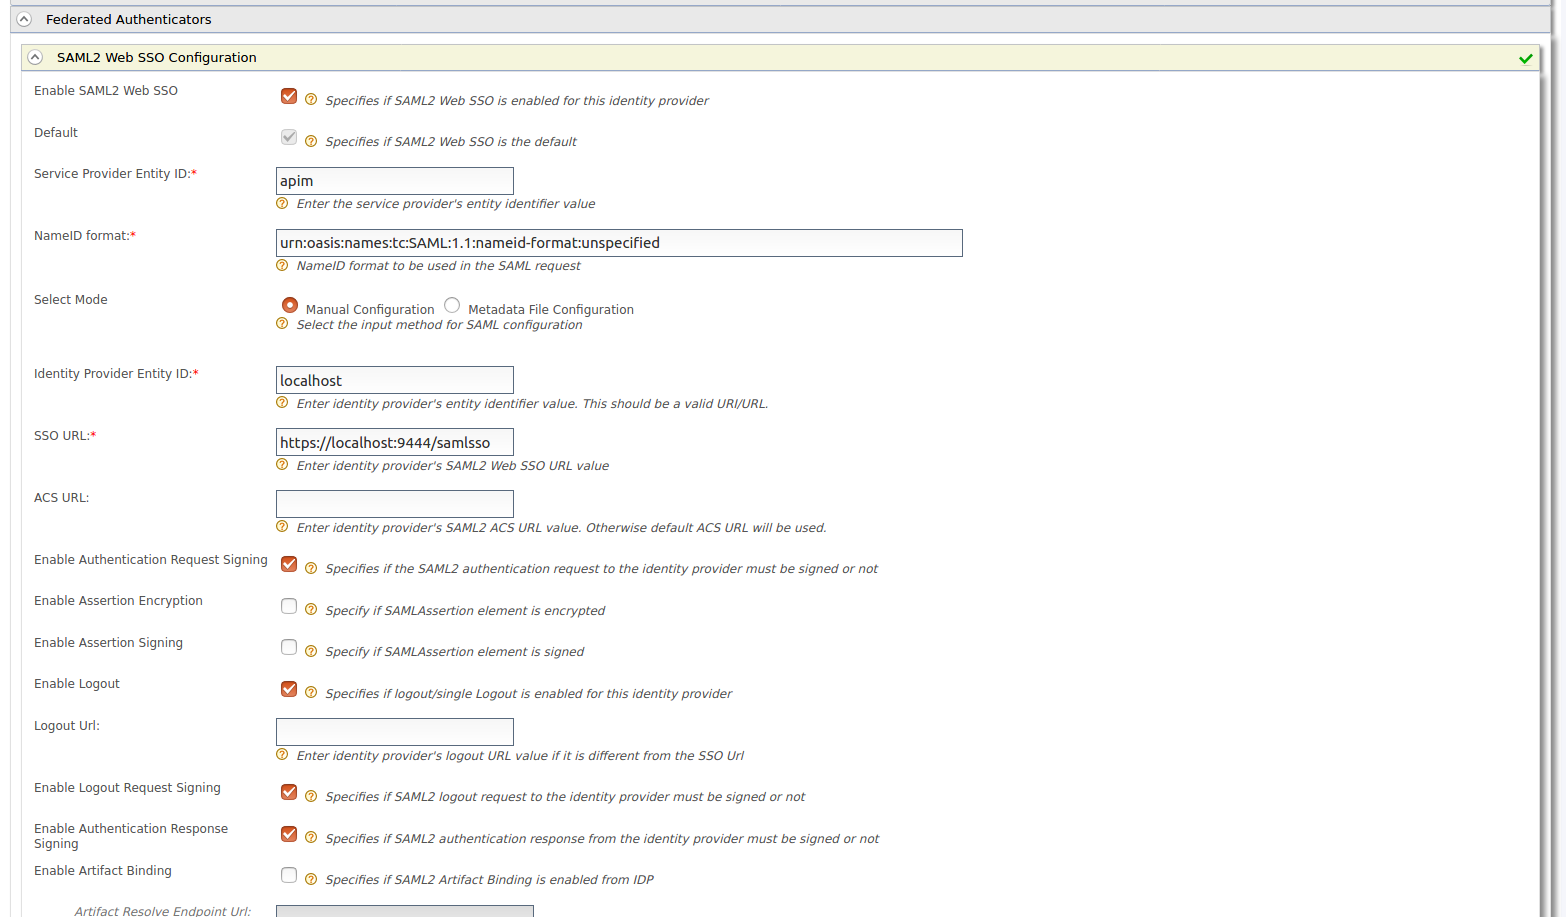 Federated Authenticators
SAML2 Web SSO Configuration
Enable SAML2 Web SSO
Specifies if SAML2 Web SSO is enabled for this identity provider
Default
Specifies if SAML2 Web SSO is the default
Service Provider Entity ID:*
apim
Enter the service provider's entity identifier value
NameID format:*
urn:oasis:names:tc:SAML:1.1:nameid-format:unspecified
NameID format to be used in the SAML request
Select Mode
Manual Configuration Metadata File Configuration
Select the input method for SAML configuration
Identity Provider Entity ID:*
localhost
Enter identity provider's entity identifier value. This should be a valid URI/URL.
SSO URL:*
https://localhost:9444/samlsso
Enter identity provider's SAML2 Web SSO URL value
ACS URL:
Enter identity provider's SAML2 ACS URL value. Otherwise default ACS URL will be used.
Enable Authentication Request Signing
Specifies if the SAML2 authentication request to the identity provider must be signed or not
Enable Assertion Encryption
Specify if SAMLAssertion element is encrypted
Enable Assertion Signing
Specify if SAMLAssertion element is signed
Enable Logout
Specifies if logout/single Logout is enabled for this identity provider
Logout Url:
Enter identity provider's logout URL value if it is different from the SSO Url
Enable Logout Request Signing
Specifies if SAML2 logout request to the identity provider must be signed or not
Enable Authentication Response
Signing
Specifies if SAML2 authentication response from the identity provider must be signed or not
Enable Artifact Binding
Specifies if SAML2 Artifact Binding is enabled from IDP
Artifact Resolve Endpoint Url: